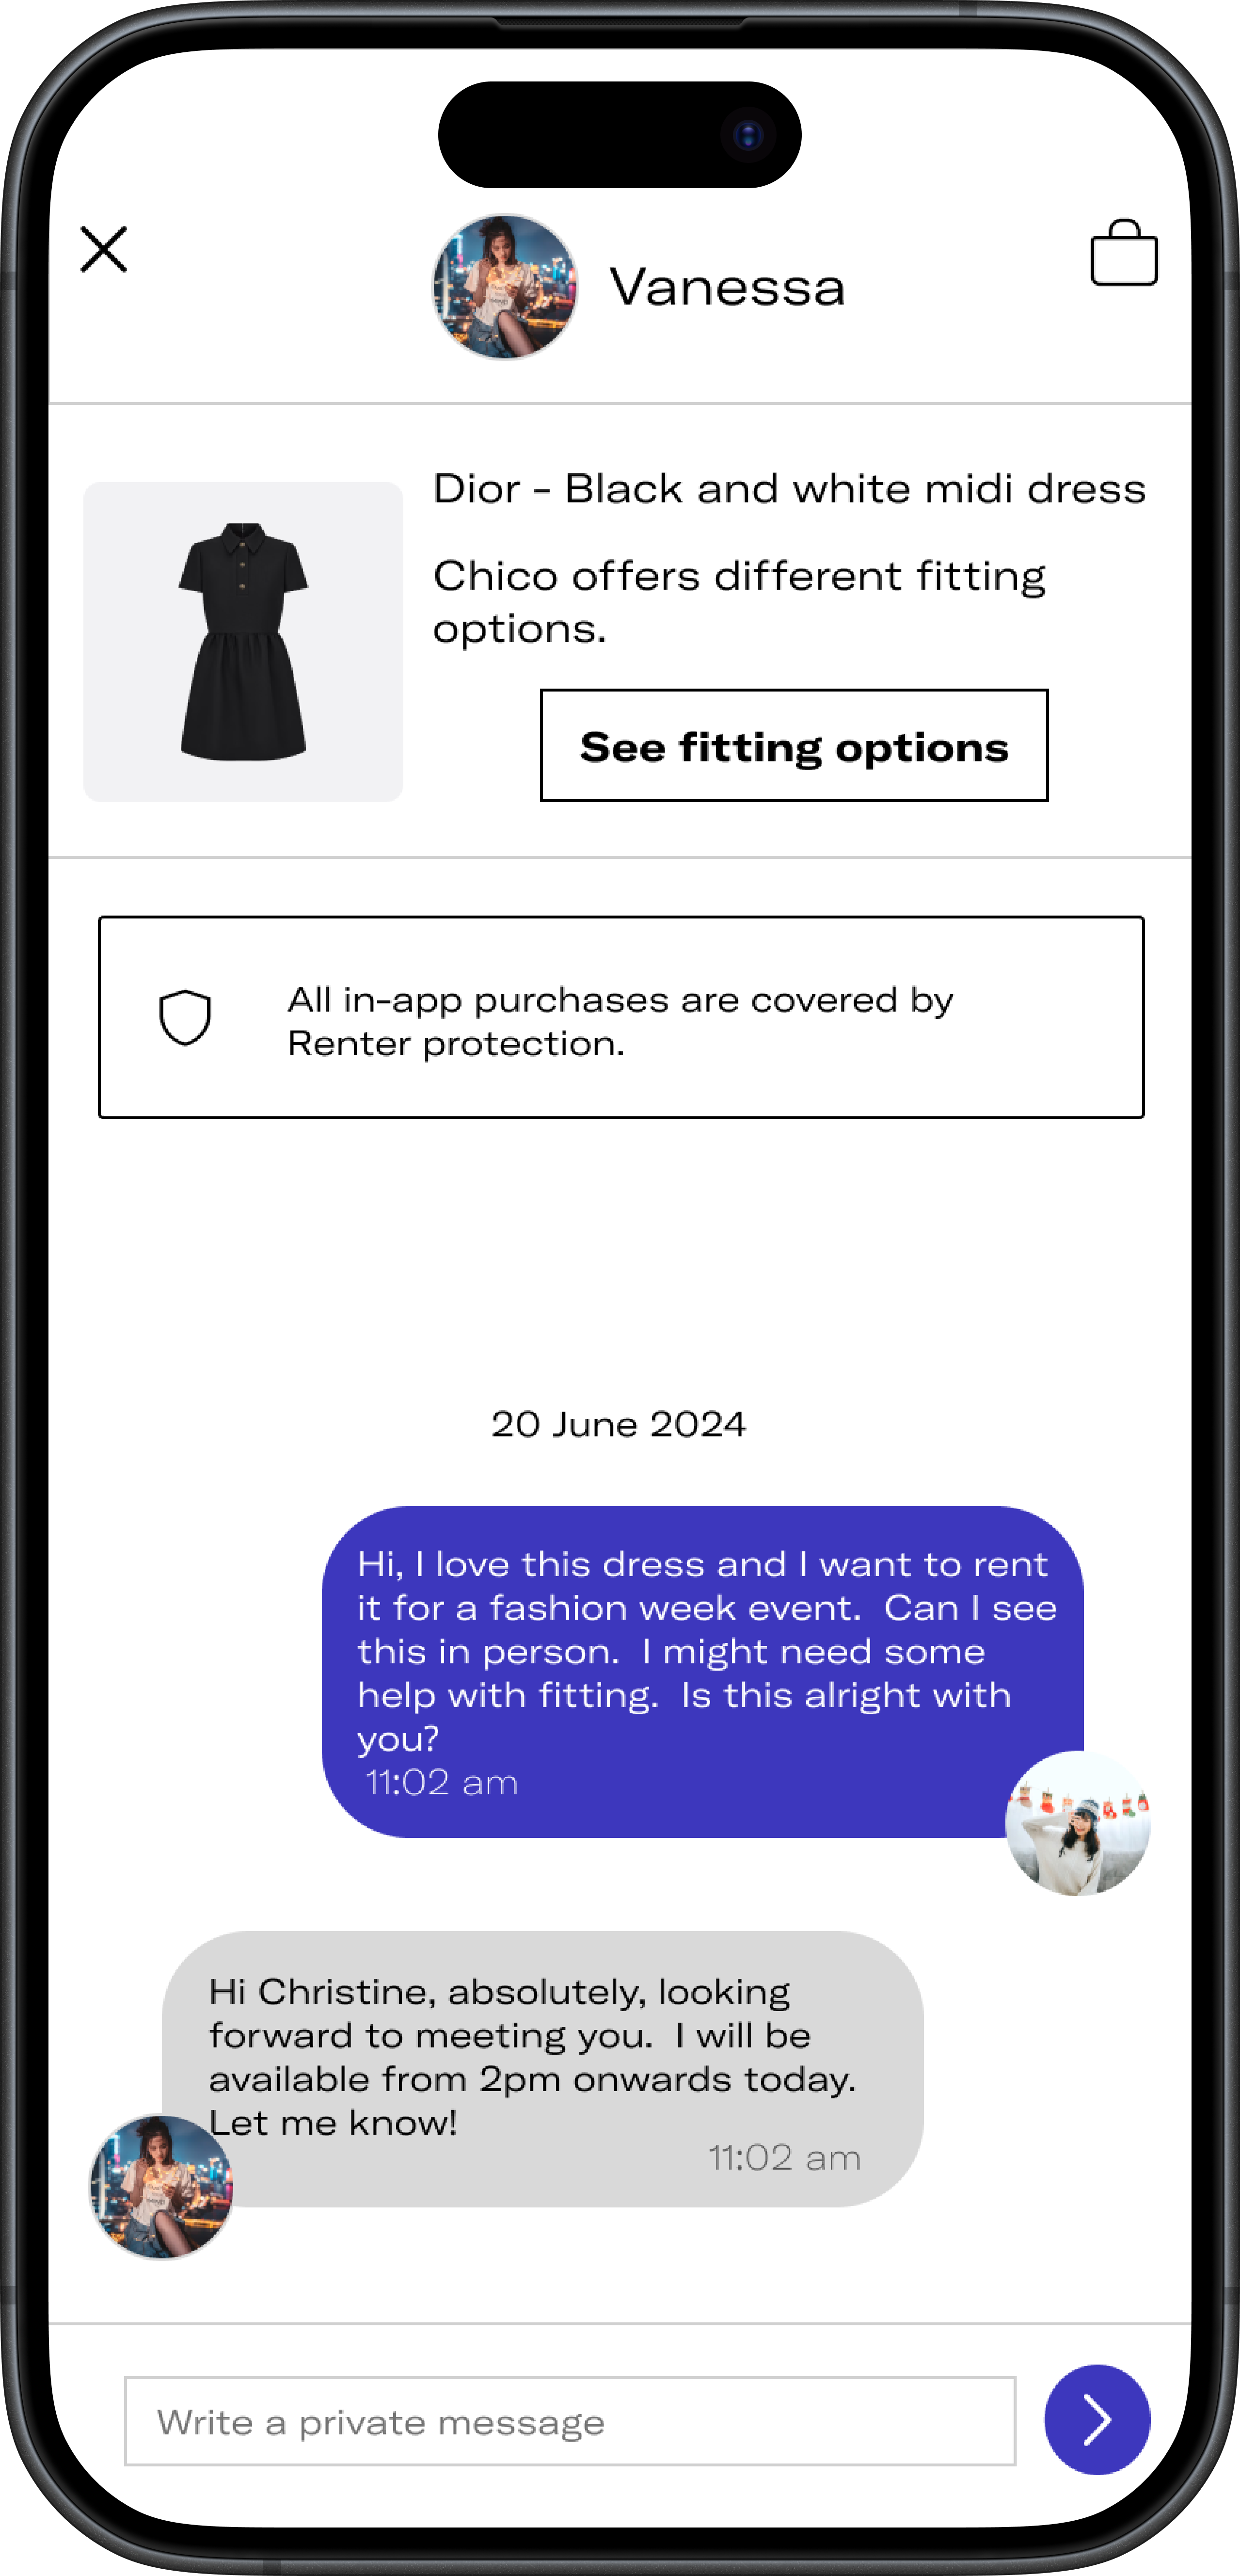 Vanessa
Dior - Black and white midi dress
Chico offers different fitting
options.
See fitting options
All in-app purchases are covered by
Renter protection.
20 June 2024
Hi, I love this dress and I want to rent
it for a fashion week event.  Can I see
this in person.  I might need some
help with fitting.  Is this alright with
you?
11:02 am
Hi Christine, absolutely, looking
forward to meeting you.  I will be
available from 2pm onwards today.
Let me know!
11:02 am
Write a private message